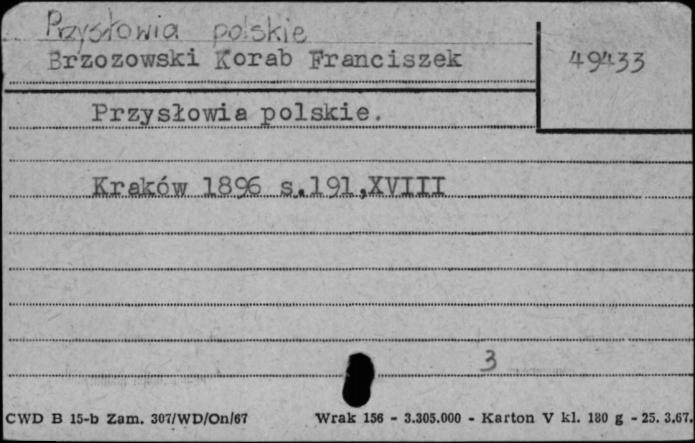 Przysłowia polskie
Brzozowski Korab Franciszek
49433
Przysłowia polskie.
Kraków 1896 s.191,XVIII
3
CWD B 15-b Zam. 307/WD/On/67 Wrak 156 - 3.305.000 - Karton V kl. 180 g - 25. 3.67.